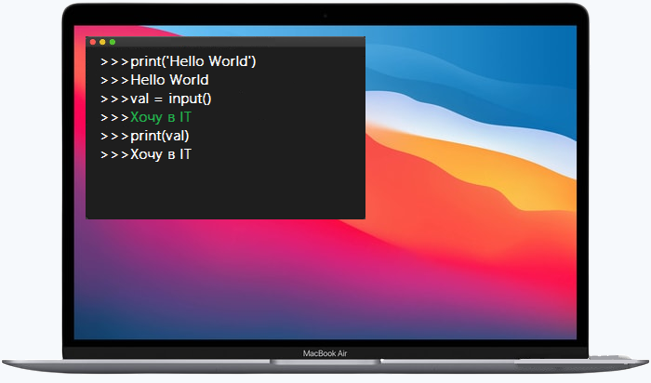 >>>print('Hello World')
>>>Hello World
>>>val = input()
>>>Хочу в IT
>>>print(val)
>>>Хочу в IT
MacBook Air